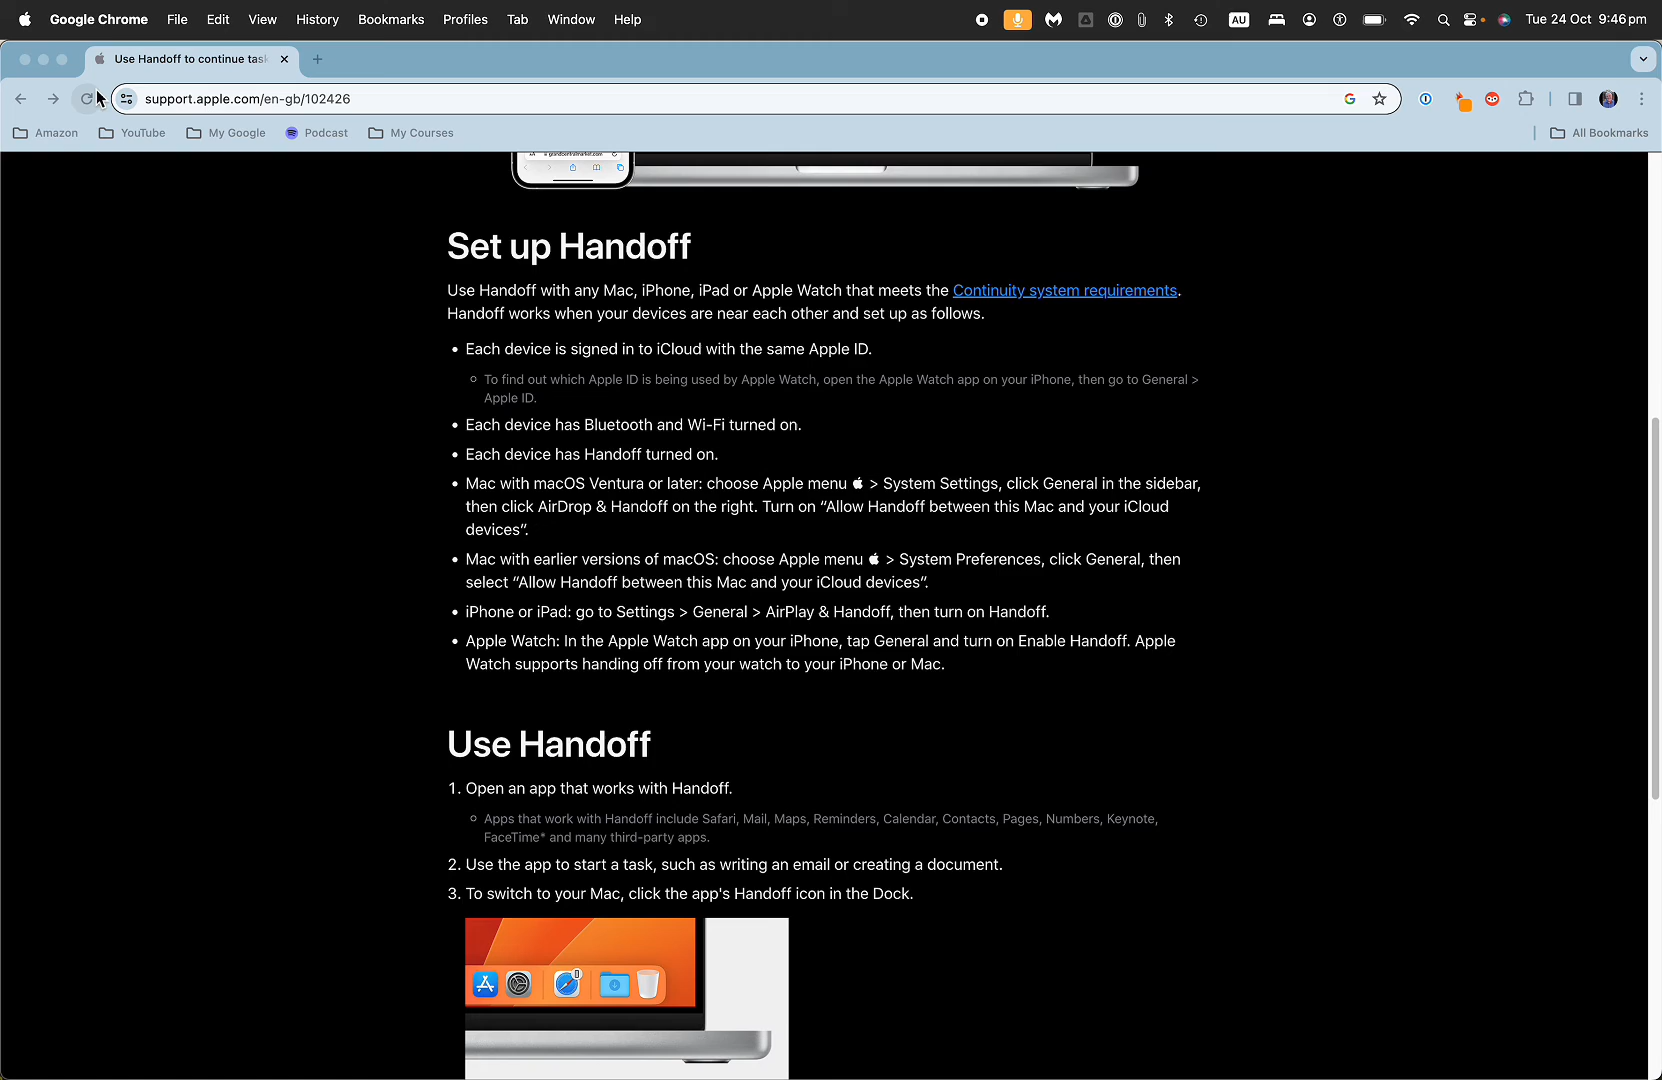 Google Chrome File Edit View History Bookmarks Profiles Tab Window Help AU Tue 24 Oct 9:46 pm
Use Handoff to continue task
support.apple.com/en-gb/102426
Amazon YouTube My Google Podcast My Courses All Bookmarks
Set up Handoff
Use Handoff with any Mac, iPhone, iPad or Apple Watch that meets the Continuity system requirements.
Handoff works when your devices are near each other and set up as follows.
• Each device is signed in to iCloud with the same Apple ID.
To find out which Apple ID is being used by Apple Watch, open the Apple Watch app on your iPhone, then go to General >
Apple ID.
• Each device has Bluetooth and Wi-Fi turned on.
• Each device has Handoff turned on.
• Mac with macOS Ventura or later: choose Apple menu > System Settings, click General in the sidebar,
then click AirDrop & Handoff on the right. Turn on “Allow Handoff between this Mac and your iCloud
devices”.
• Mac with earlier versions of macOS: choose Apple menu > System Preferences, click General, then
select “Allow Handoff between this Mac and your iCloud devices”.
• iPhone or iPad: go to Settings > General > AirPlay & Handoff, then turn on Handoff.
• Apple Watch: In the Apple Watch app on your iPhone, tap General and turn on Enable Handoff. Apple
Watch supports handing off from your watch to your iPhone or Mac.
Use Handoff
1. Open an app that works with Handoff.
Apps that work with Handoff include Safari, Mail, Maps, Reminders, Calendar, Contacts, Pages, Numbers, Keynote,
FaceTime* and many third-party apps.
2. Use the app to start a task, such as writing an email or creating a document.
3. To switch to your Mac, click the app's Handoff icon in the Dock.